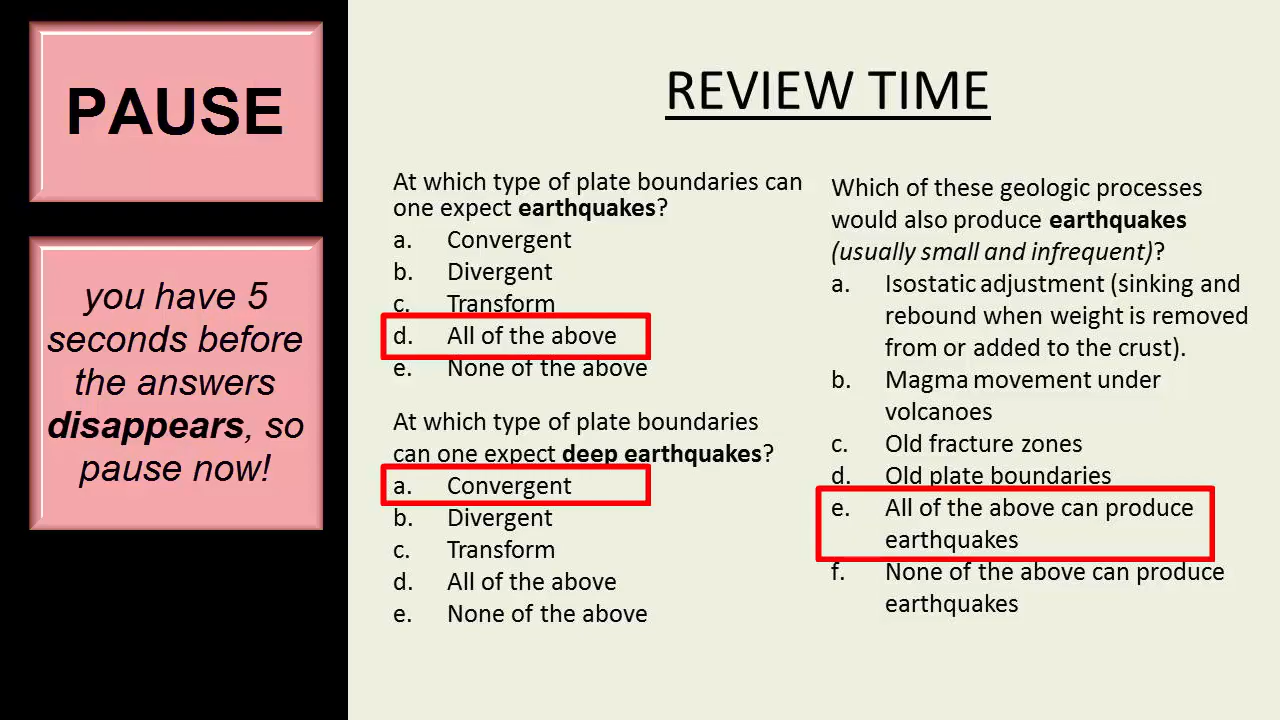 PAUSE
you have 5
seconds before
the answers
disappears, so
pause now!
REVIEW TIME
At which type of plate boundaries can
one expect earthquakes?
a. Convergent
b. Divergent
c. Transform
d. All of the above
e. None of the above
At which type of plate boundaries
can one expect deep earthquakes?
a. Convergent
b. Divergent
c. Transform
d. All of the above
e. None of the above
Which of these geologic processes
would also produce earthquakes
(usually small and infrequent)?
a. Isostatic adjustment (sinking and
rebound when weight is removed
from or added to the crust).
b. Magma movement under
volcanoes
c. Old fracture zones
d. Old plate boundaries
e. All of the above can produce
earthquakes
f. None of the above can produce
earthquakes